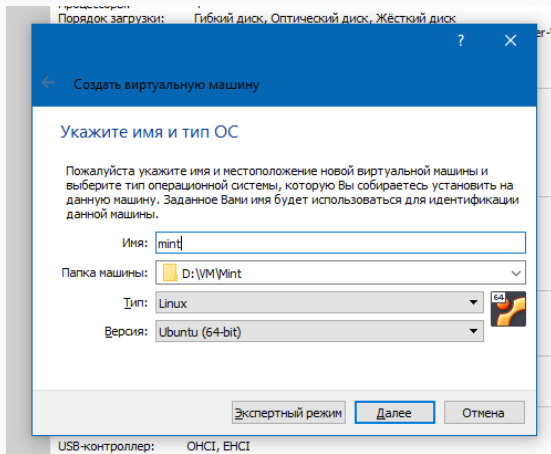 Порядок загрузки: Гибкий диск, Оптический диск, Жёсткий диск
?
Создать виртуальную машину
Укажите имя и тип ОС
Пожалуйста укажите имя и местоположение новой виртуальной машины и
выберите тип операционной системы, которую Вы собираетесь установить на
данную машину. Заданное Вами имя будет использоваться для идентификации
данной машины.
Имя: mint
Папка машины: D:\VM\Mint
Тип: Linux
64
Версия: Ubuntu (64-bit)
Экспертный режим Далее Отмена
USB-контроллер: OHCI, EHCI